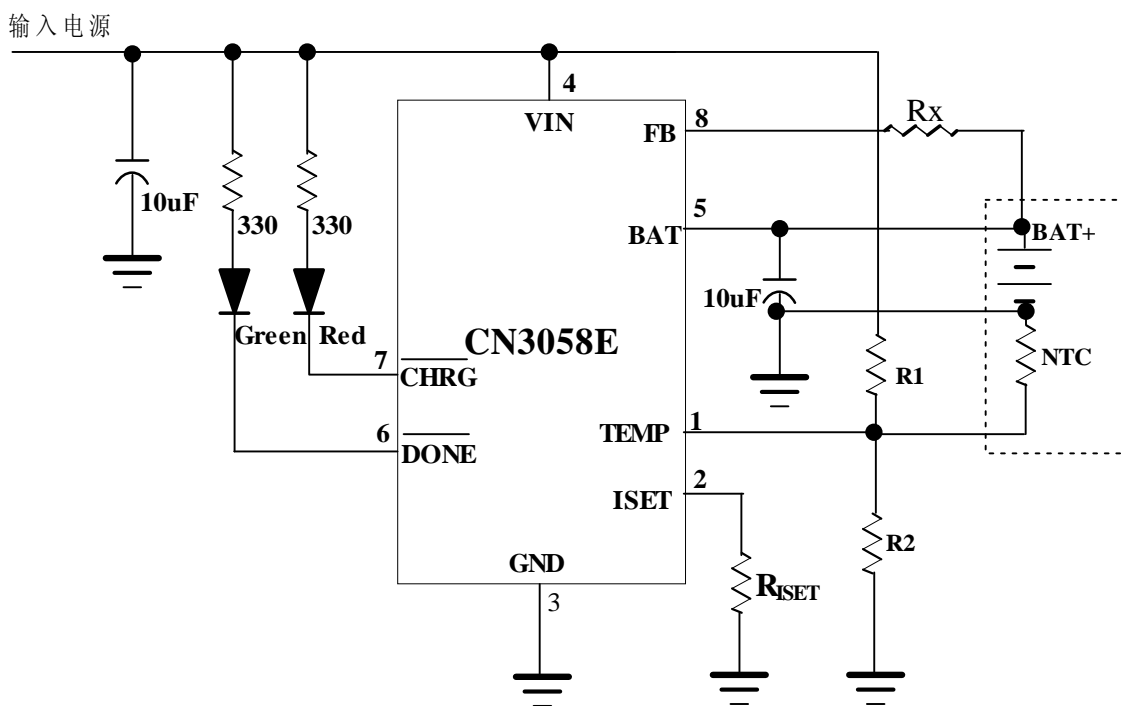 输入电源
4
VIN
8
FB
Rx
10uF
330
330
5
BAT
BAT+
10uF
Green
Red
CN3058E
7
CHRG
R1
NTC
6
DONE
TEMP
1
ISET
2
R2
GND
3
RISET